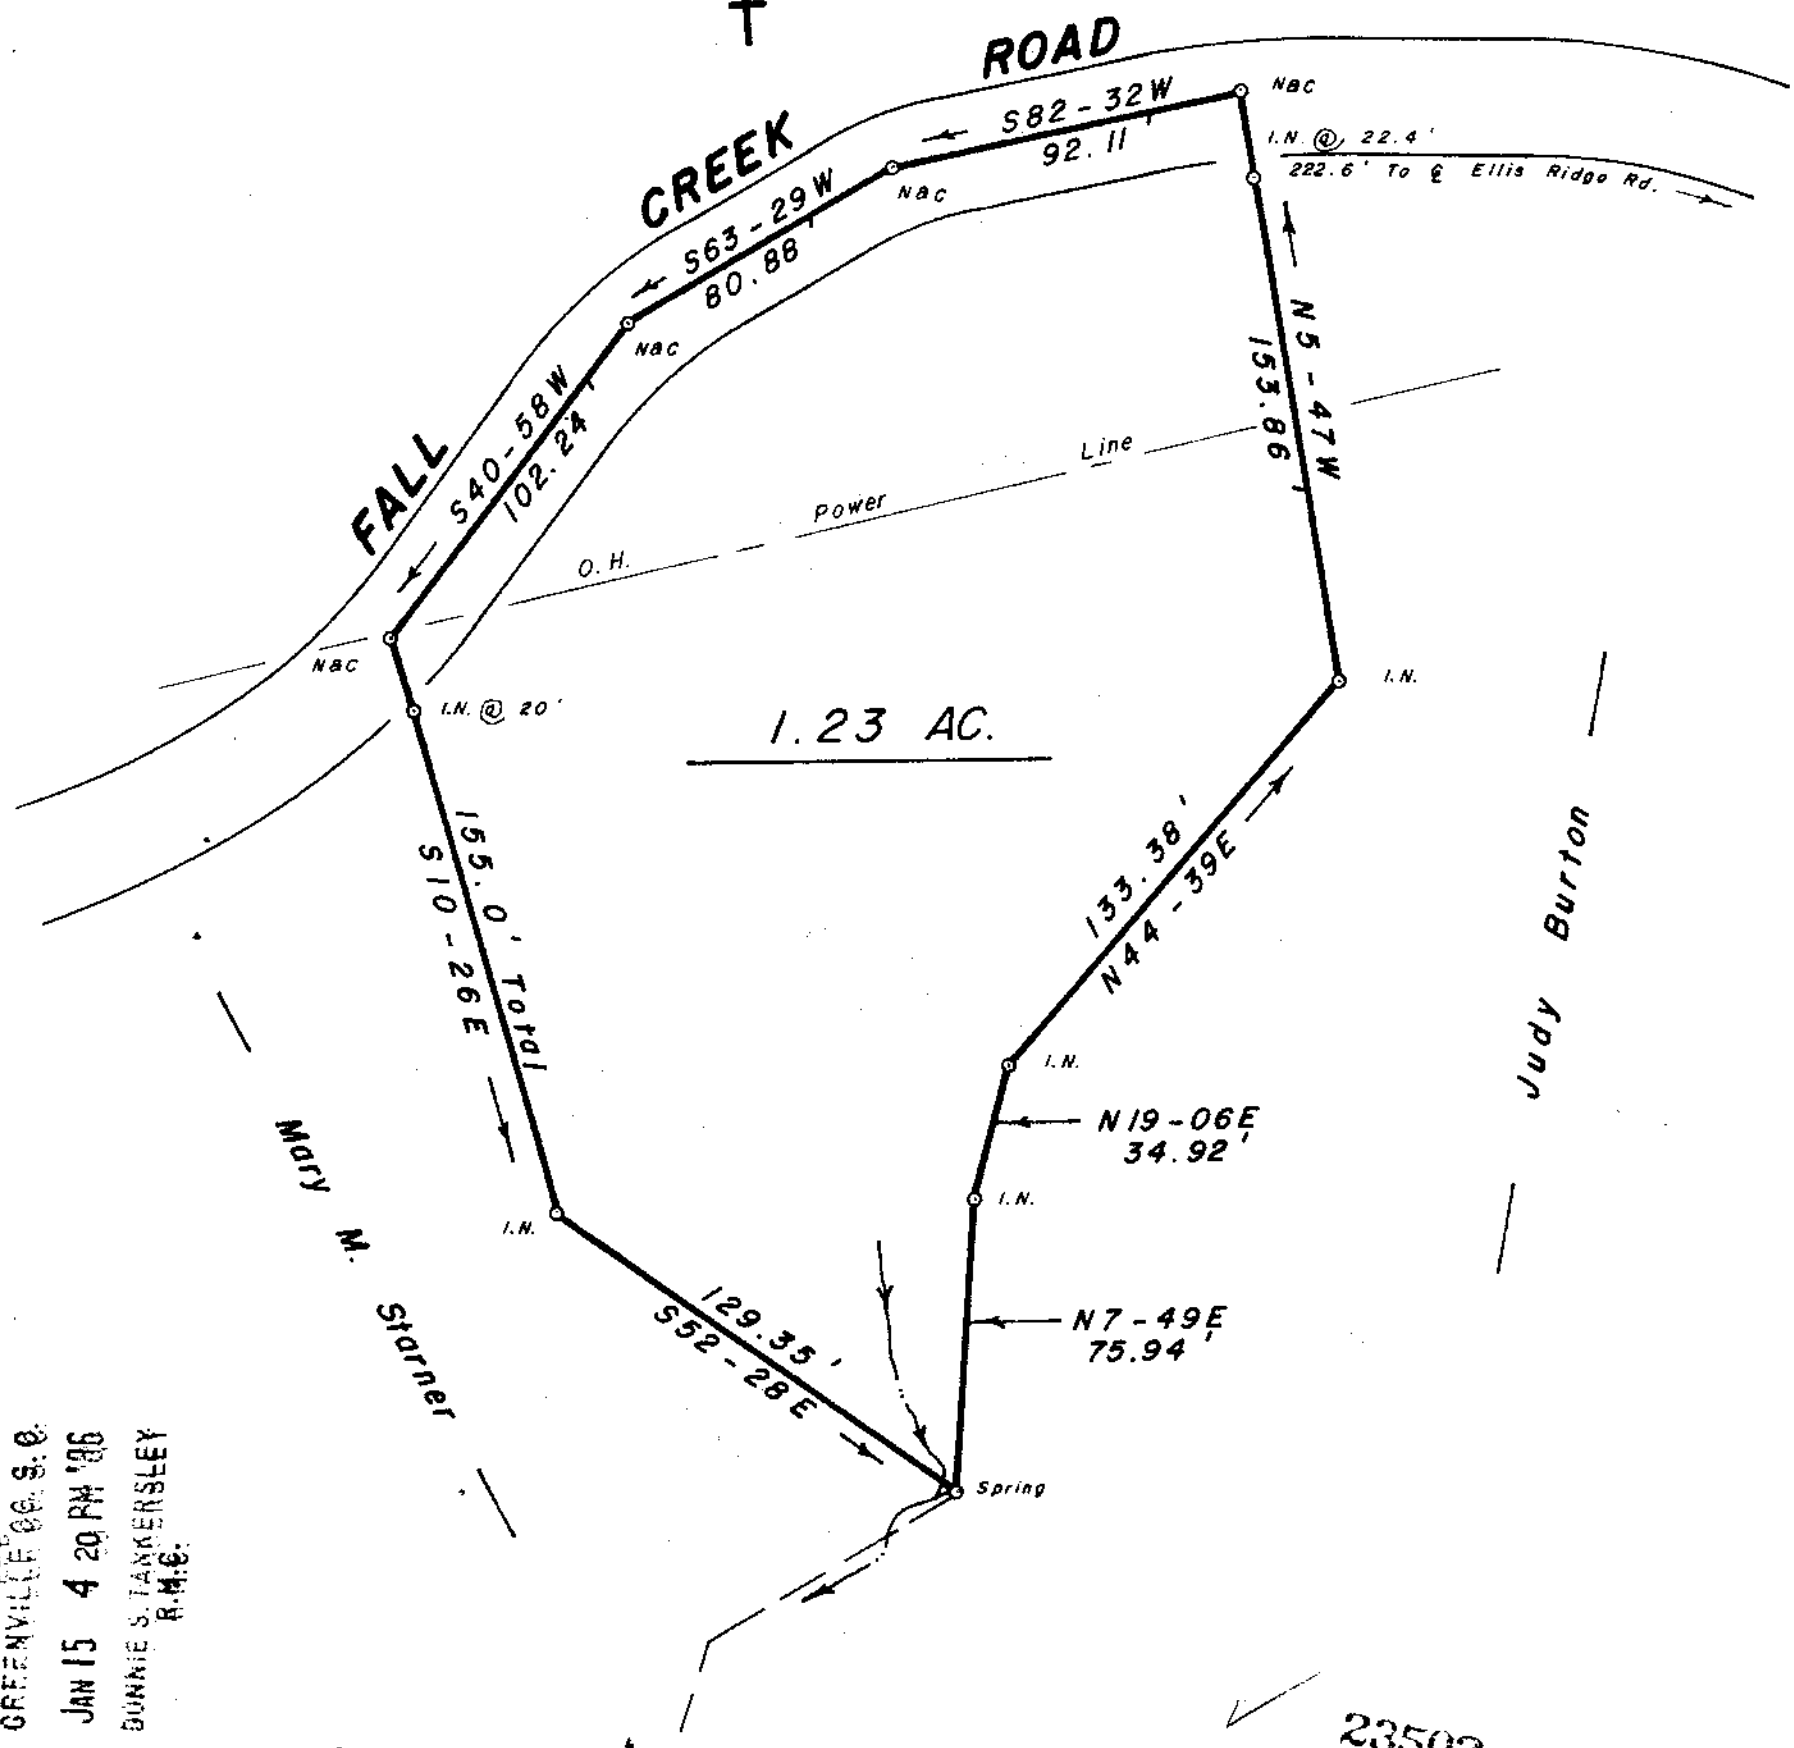 FALL CREEK ROAD
S82-32W
92.11'
Nac
I.N. @ 22.4'
222.6' To ℄ Ellis Ridge Rd.
Nac
S63-29W
80.88'
Nac
S40-58W
102.24'
N5-47W
153.86'
O.H. Power Line
Nac
I.N. @ 20'
1.23 AC.
I.N.
155.0' Total
S10-26E
133.38'
N44-39E
Judy Burton
I.N.
N19-06E
34.92'
I.N.
Mary M. Starner
I.N.
129.35'
S52-28E
N7-49E
75.94'
Spring
GREENVILLE CO. S.C.
JAN 15 4 20 PM '86
DONNIE S. TANKERSLEY
R.M.C.